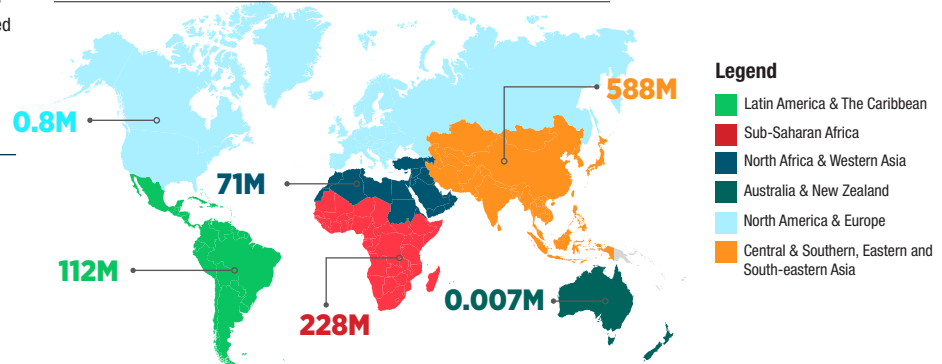 ed
588M
0.8M
71M
112M
228M
0.007M
Legend
Latin America & The Caribbean
Sub-Saharan Africa
North Africa & Western Asia
Australia & New Zealand
North America & Europe
Central & Southern, Eastern and
South-eastern Asia